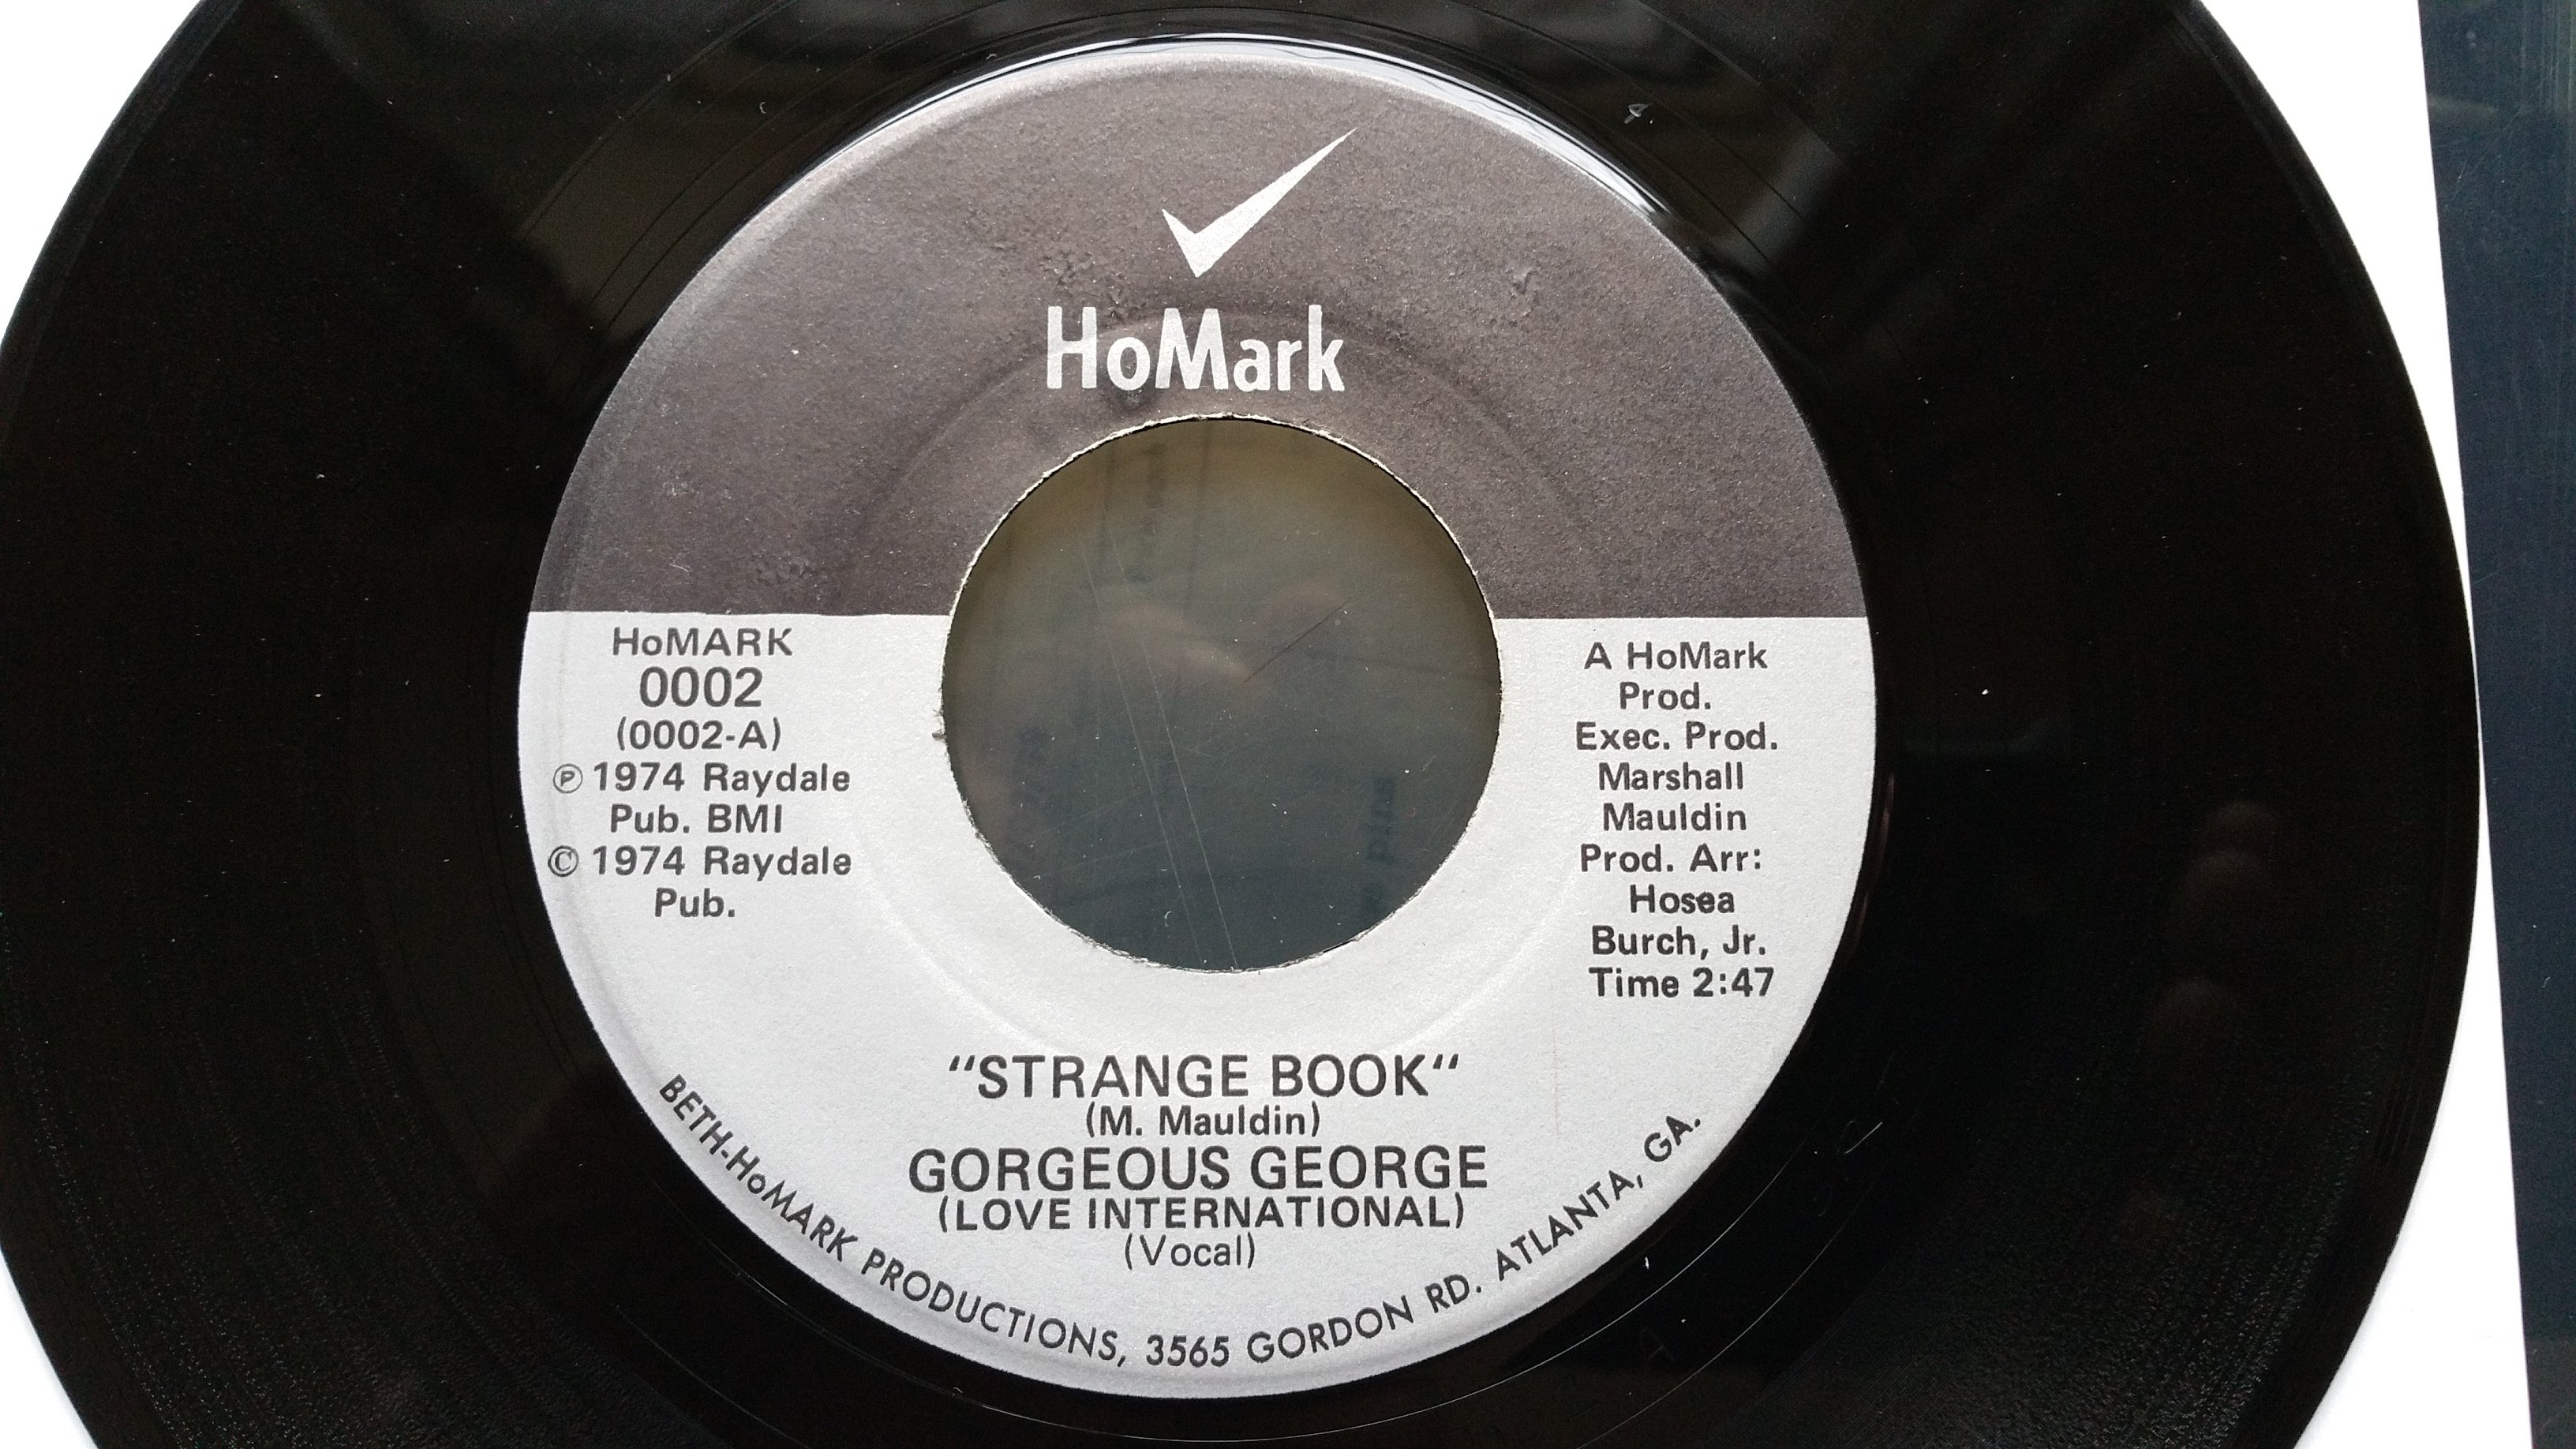 HoMark
HoMARK
0002
(0002-A)
℗ 1974 Raydale
Pub. BMI
© 1974 Raydale
Pub.
A HoMark
Prod.
Exec. Prod.
Marshall
Mauldin
Prod. Arr:
Hosea
Burch, Jr.
Time 2:47
"STRANGE BOOK"
(M. Mauldin)
GORGEOUS GEORGE
(LOVE INTERNATIONAL)
(Vocal)
BETH-HoMARK PRODUCTIONS, 3565 GORDON RD. ATLANTA, GA.